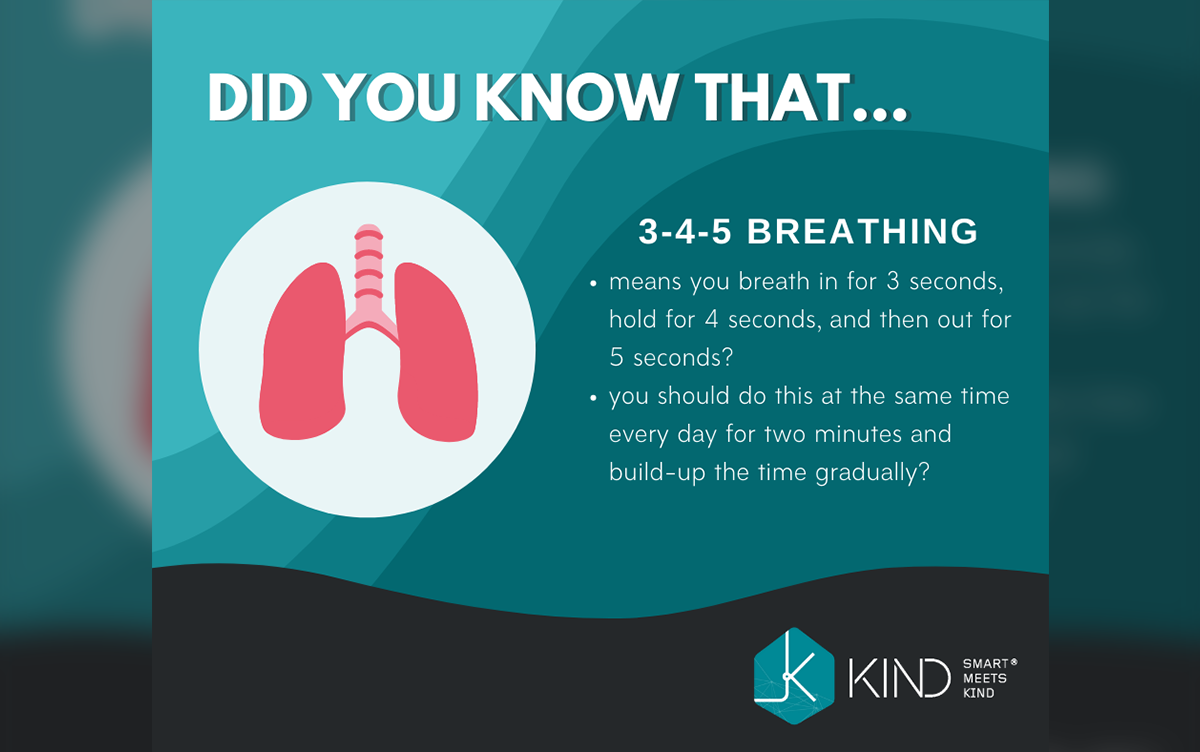 DID YOU KNOW THAT...
3-4-5 BREATHING
• means you breath in for 3 seconds,
hold for 4 seconds, and then out for
5 seconds?
• you should do this at the same time
every day for two minutes and
build-up the time gradually?
KIND
SMART®
MEETS
KIND